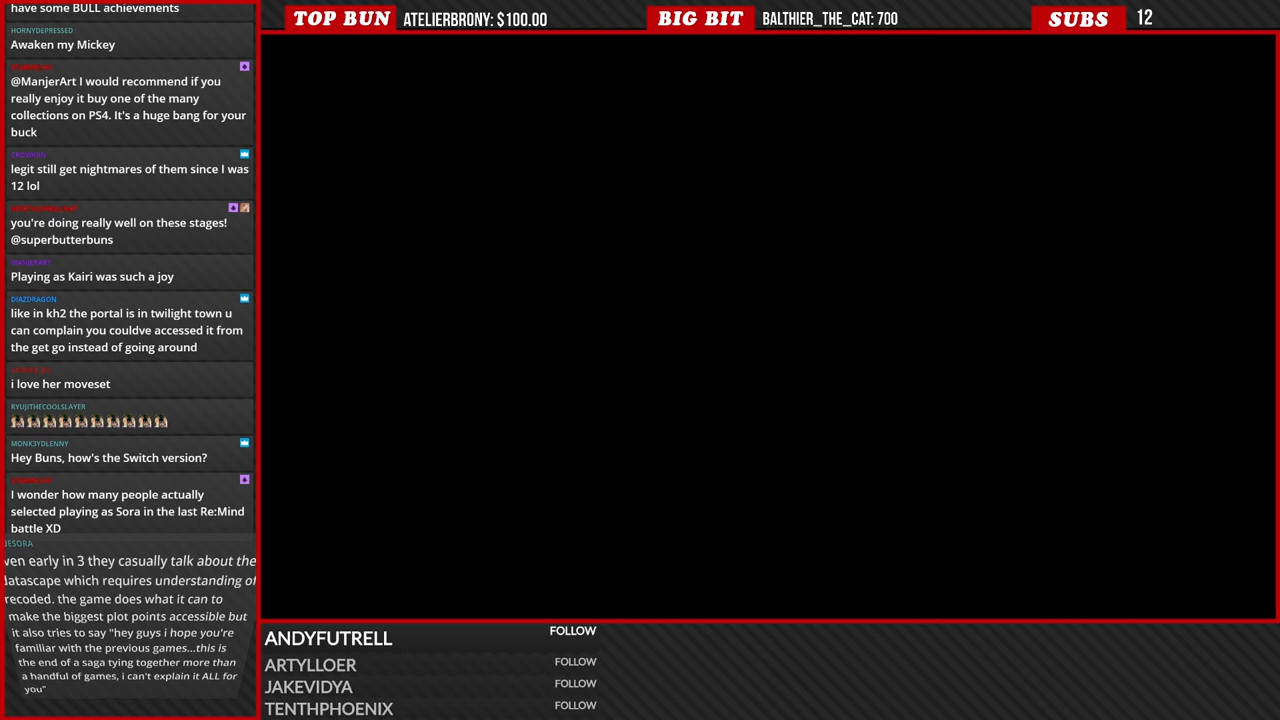 TOP BUN
ATELIERBRONY: $100.00
BIG BIT
BALTHIER_THE_CAT: 700
SUBS
12
have some BULL achievements
HORNYDEPRESSED
Awaken my Mickey
@ManjerArt I would recommend if you
really enjoy it buy one of the many
collections on PS4. It's a huge bang for your
buck
legit still get nightmares of them since I was
12 lol
you're doing really well on these stages!
@superbutterbuns
MANJERART
Playing as Kairi was such a joy
DIAZDRAGON
like in kh2 the portal is in twilight town u
can complain you couldve accessed it from
the get go instead of going around
i love her moveset
RYUJITHECOOLSLAYER
MONK3YDLENNY
Hey Buns, how's the Switch version?
I wonder how many people actually
selected playing as Sora in the last Re:Mind
battle XD
JESORA
ven early in 3 they casually talk about the
datascape which requires understanding of
recoded. the game does what it can to
make the biggest plot points accessible but
it also tries to say "hey guys i hope you're
familiar with the previous games...this is
the end of a saga tying together more than
a handful of games, i can't explain it ALL for
you"
ANDYFUTRELL FOLLOW
ARTYLLOER FOLLOW
JAKEVIDYA FOLLOW
TENTHPHOENIX FOLLOW